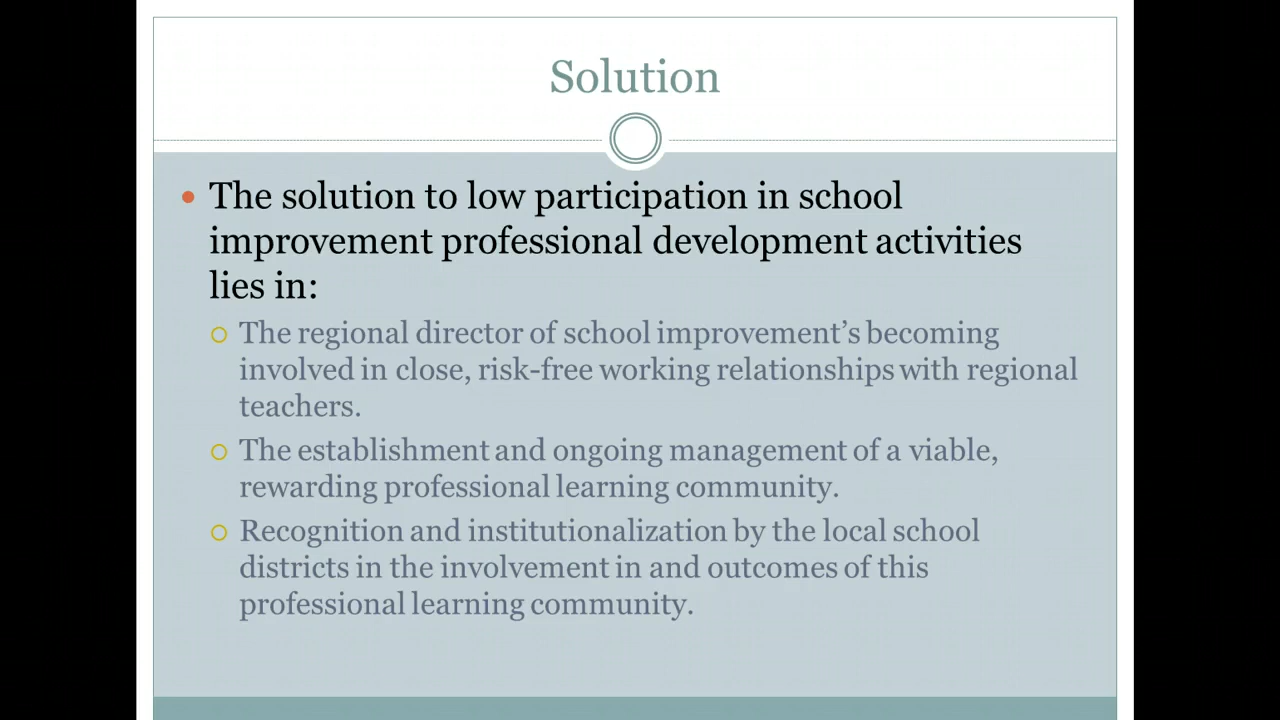 Solution
The solution to low participation in school
improvement professional development activities
lies in:
The regional director of school improvement’s becoming
involved in close, risk-free working relationships with regional
teachers.
The establishment and ongoing management of a viable,
rewarding professional learning community.
Recognition and institutionalization by the local school
districts in the involvement in and outcomes of this
professional learning community.